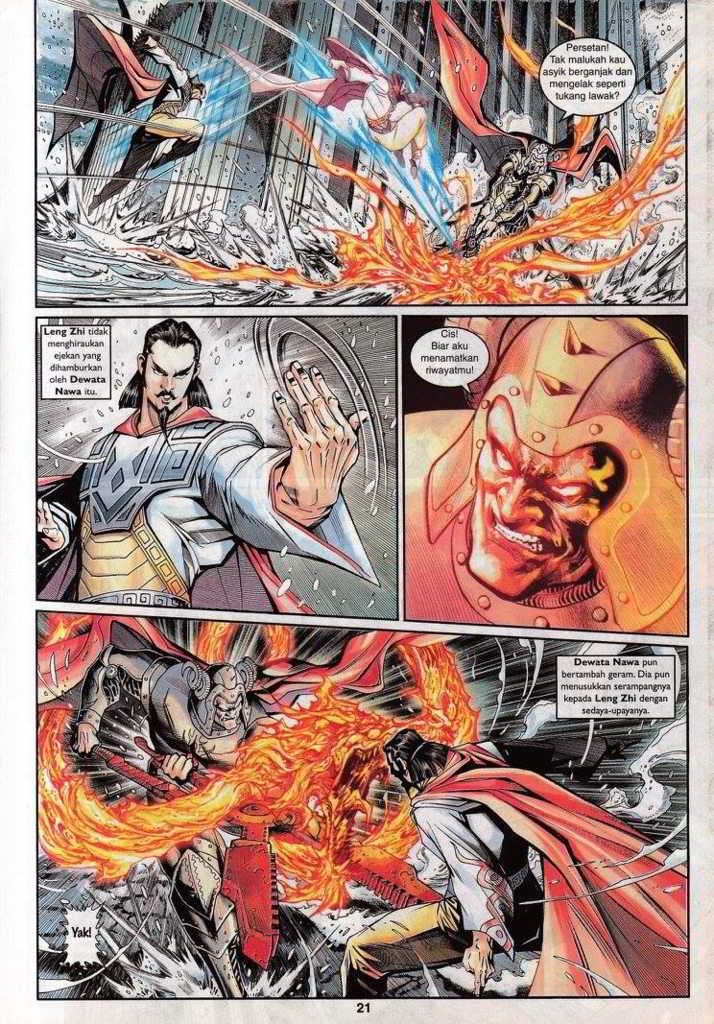 Persetan!
Tak malukah kau
asyik berganjak dan
mengelak seperti
tukang lawak?
Leng Zhi tidak
menghiraukan
ejekan yang
dihamburkan
oleh Dewata
Nawa itu.
Cis!
Biar aku
menamatkan
riwayatmu!
Dewata Nawa pun
bertambah geram. Dia pun
menusukkan serampangnya
kepada Leng Zhi dengan
sedaya-upayanya.
Yak!
21